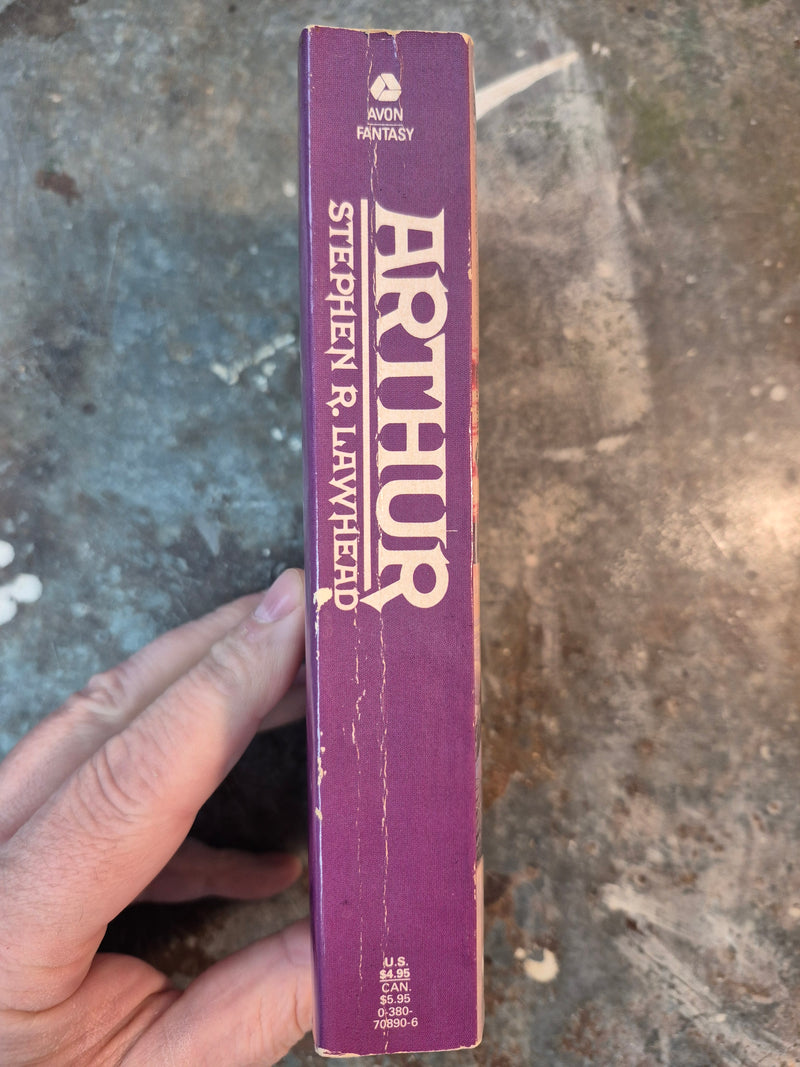 AVON
FANTASY
ARTHUR
STEPHEN R. LAWHEAD
U.S.
$4.95
CAN.
$5.95
0-380-
70890-6